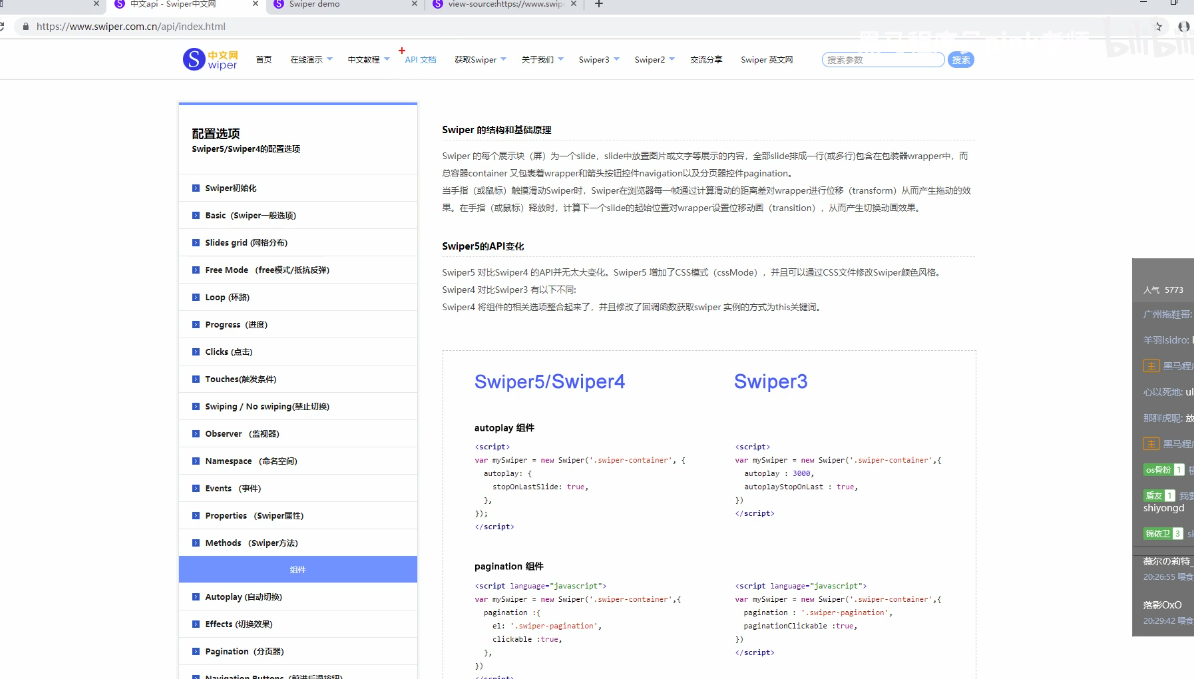 中文api - Swiper中文网
Swiper demo
view-source:https://www.swip
https://www.swiper.com.cn/api/index.html
bilibili
中文网
Swiper
首页
在线演示
中文教程
API 文档
获取Swiper
关于我们
Swiper3
Swiper2
交流分享
Swiper 英文网
搜索参数
搜索
配置选项
Swiper5/Swiper4的配置选项
Swiper初始化
Basic（Swiper一般选项)
Slides grid (网格分布)
Free Mode （free模式/抵抗反弹)
Loop (环路)
Progress（进度)
Clicks (点击)
Touches(触发条件)
Swiping / No swiping(禁止切换)
Observer （监视器)
Namespace （命名空间)
Events （事件)
Properties （Swiper属性)
Methods （Swiper方法)
组件
Autoplay (自动切换)
Effects (切换效果)
Pagination（分页器)
Swiper 的结构和基础原理
Swiper 的每个展示块（屏）为一个slide，slide中放置图片或文字等展示的内容，全部slide排成一行(或多行)包含在包装器wrapper中，而
总容器container 又包裹着wrapper和箭头按钮控件navigation以及分页器控件pagination。
当手指（或鼠标）触摸滑动Swiper时，Swiper在浏览器每一帧通过计算滑动的距离差对wrapper进行位移（transform）从而产生拖动的效
果。在手指（或鼠标）释放时，计算下一个slide的起始位置对wrapper设置位移动画（transition），从而产生切换动画效果。
Swiper5的API变化
Swiper5 对比Swiper4 的API并无太大变化。Swiper5 增加了CSS模式（cssMode），并且可以通过CSS文件修改Swiper颜色风格。
Swiper4 对比Swiper3 有以下不同:
Swiper4 将组件的相关选项整合起来了，并且修改了回调函数获取swiper 实例的方式为this关键词。
Swiper5/Swiper4
Swiper3
autoplay 组件
<script>
var mySwiper = new Swiper('.swiper-container', {
autoplay: {
stopOnLastSlide: true,
},
});
</script>
<script>
var mySwiper = new Swiper('.swiper-container',{
autoplay : 3000,
autoplayStopOnLast : true,
})
</script>
pagination 组件
<script language="javascript">
var mySwiper = new Swiper('.swiper-container',{
pagination :{
el: '.swiper-pagination',
clickable :true,
},
})
<script language="javascript">
var mySwiper = new Swiper('.swiper-container',{
pagination : '.swiper-pagination',
paginationClickable :true,
})
</script>
人气 5773
广州拖鞋哥:
羊羽Isidro:
主 黑马程
心以死地: ul
那胖虎呢: 放
主 黑马程
os骨粉 1
盾友 1 我
shiyongd
锦依卫 3
薇尔の莉特_
20:26:55 喂食
落影OxO
20:29:42 喂食